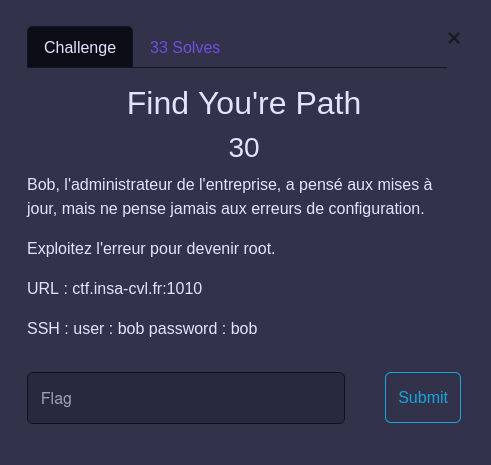 Challenge
33 Solves
×
Find You're Path
30
Bob, l'administrateur de l'entreprise, a pensé aux mises à
jour, mais ne pense jamais aux erreurs de configuration.
Exploitez l'erreur pour devenir root.
URL : ctf.insa-cvl.fr:1010
SSH : user : bob password : bob
Flag
Submit